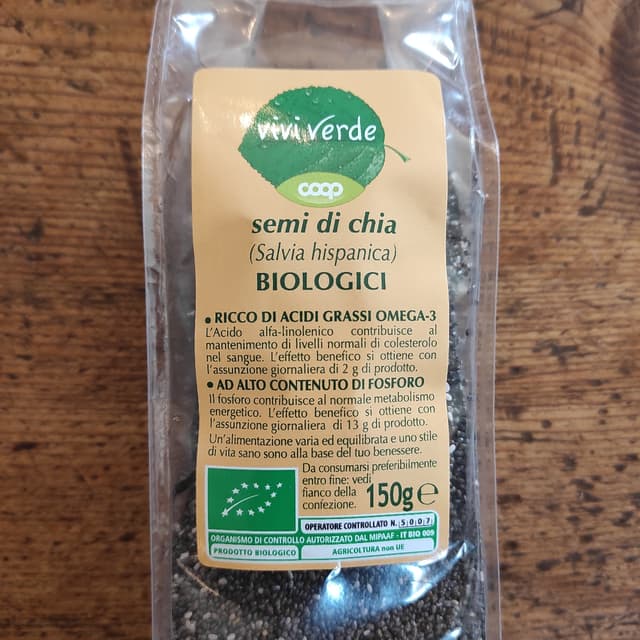 vivi verde
coop
semi di chia
(Salvia hispanica)
BIOLOGICI
• RICCO DI ACIDI GRASSI OMEGA-3
L'Acido alfa-linolenico contribuisce al
mantenimento di livelli normali di colesterolo
nel sangue. L'effetto benefico si ottiene con
l'assunzione giornaliera di 2 g di prodotto.
• AD ALTO CONTENUTO DI FOSFORO
Il fosforo contribuisce al normale metabolismo
energetico. L'effetto benefico si ottiene con
l'assunzione giornaliera di 13 g di prodotto.
Un'alimentazione varia ed equilibrata e uno stile
di vita sano sono alla base del tuo benessere.
Da consumarsi preferibilmente
entro fine: vedi
fianco della
confezione.
150g ℮
OPERATORE CONTROLLATO N. 5007
ORGANISMO DI CONTROLLO AUTORIZZATO DAL MIPAAF - IT BIO 009
PRODOTTO BIOLOGICO
AGRICOLTURA non UE